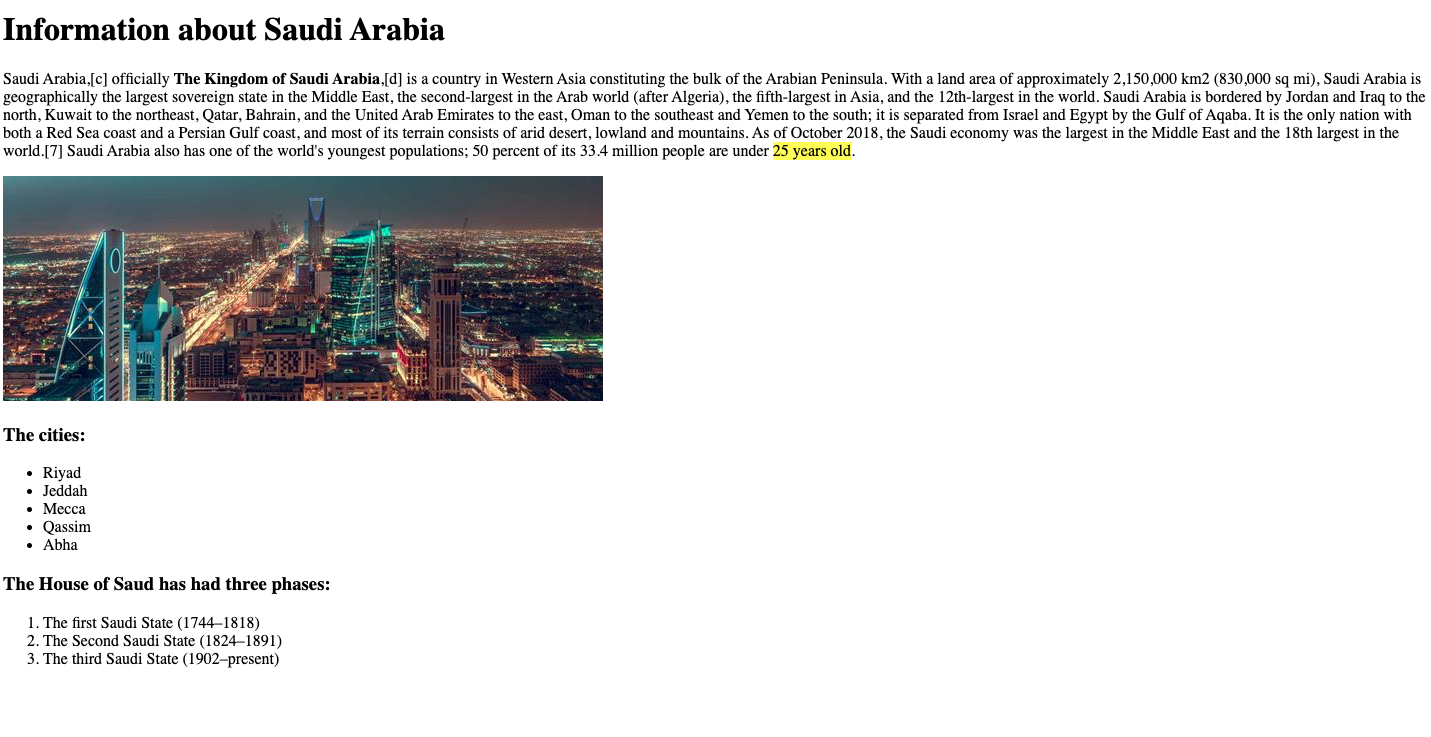 Information about Saudi Arabia
Saudi Arabia,[c] officially The Kingdom of Saudi Arabia,[d] is a country in Western Asia constituting the bulk of the Arabian Peninsula. With a land area of approximately 2,150,000 km2 (830,000 sq mi), Saudi Arabia is
geographically the largest sovereign state in the Middle East, the second-largest in the Arab world (after Algeria), the fifth-largest in Asia, and the 12th-largest in the world. Saudi Arabia is bordered by Jordan and Iraq to the
north, Kuwait to the northeast, Qatar, Bahrain, and the United Arab Emirates to the east, Oman to the southeast and Yemen to the south; it is separated from Israel and Egypt by the Gulf of Aqaba. It is the only nation with
both a Red Sea coast and a Persian Gulf coast, and most of its terrain consists of arid desert, lowland and mountains. As of October 2018, the Saudi economy was the largest in the Middle East and the 18th largest in the
world.[7] Saudi Arabia also has one of the world's youngest populations; 50 percent of its 33.4 million people are under 25 years old.
The cities:
• Riyad
• Jeddah
• Mecca
• Qassim
• Abha
The House of Saud has had three phases:
1. The first Saudi State (1744–1818)
2. The Second Saudi State (1824–1891)
3. The third Saudi State (1902–present)